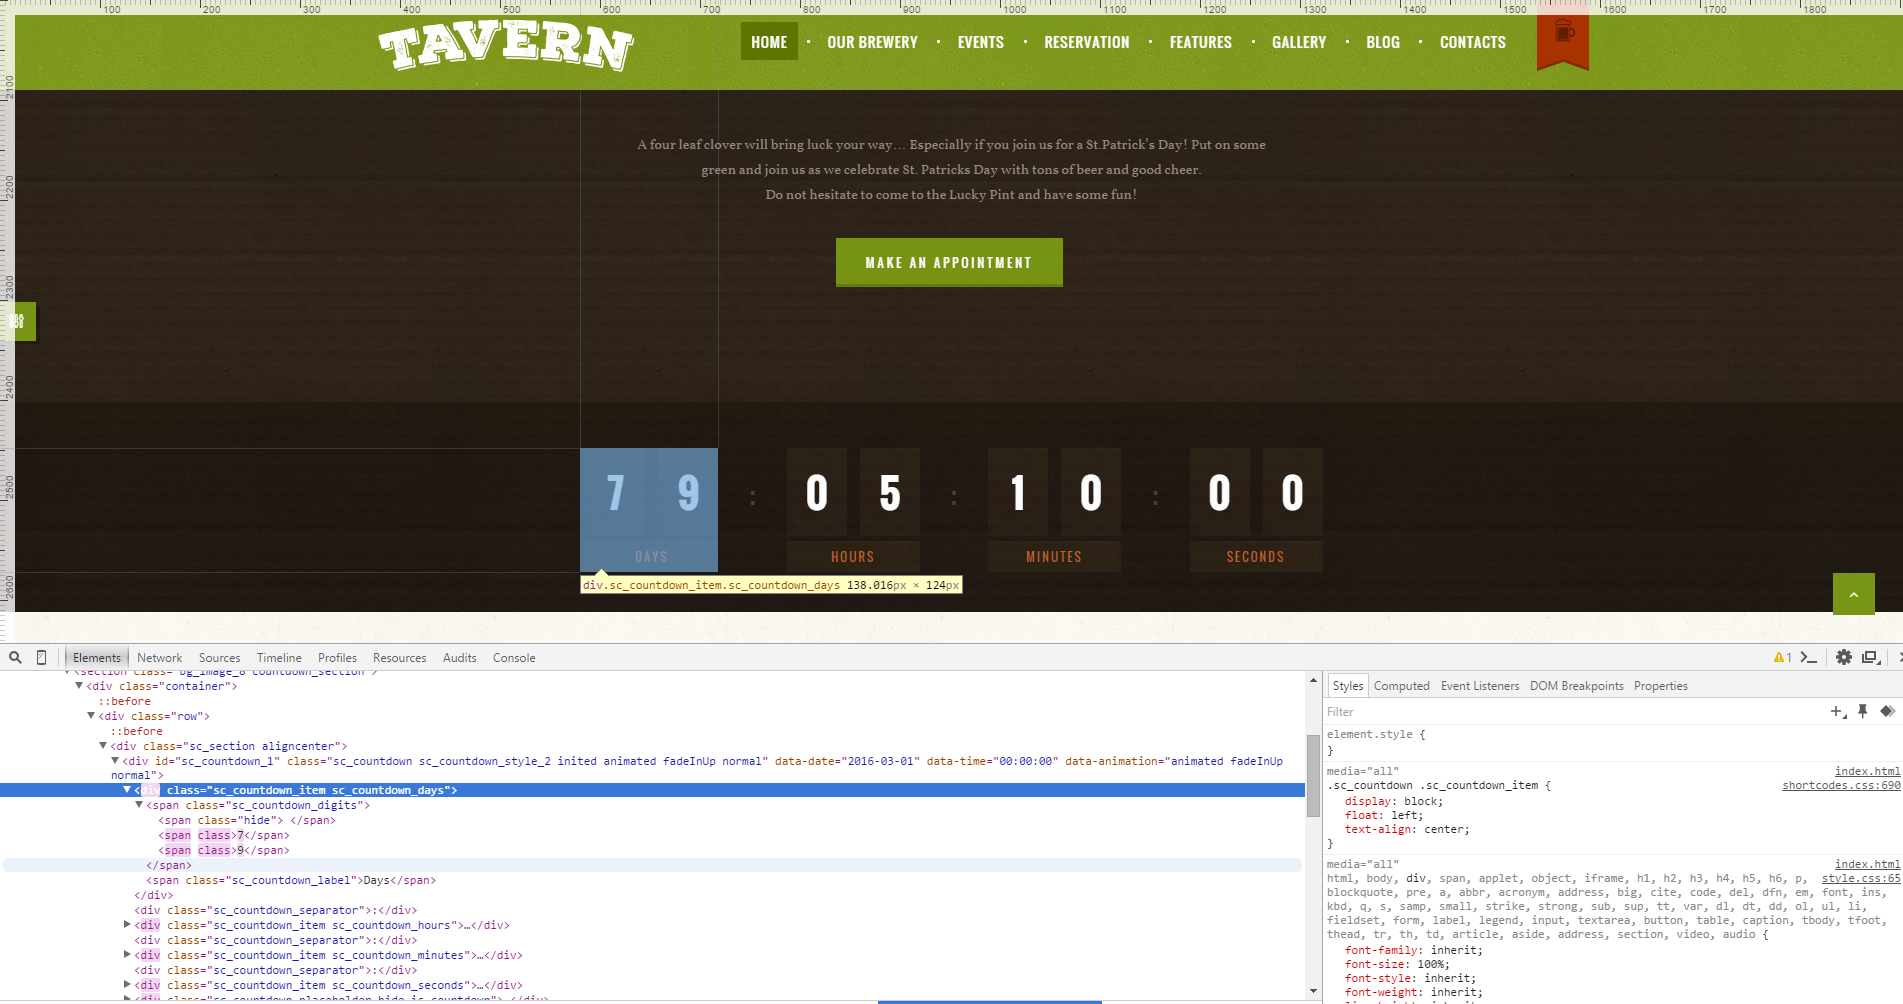 100 200 300 400 500 600 700 800 900 1000 1100 1200 1300 1400 1500 1600 1700 1800
TAVERN
HOME • OUR BREWERY • EVENTS • RESERVATION • FEATURES • GALLERY • BLOG • CONTACTS
2100
2200
2300
2400
2500
2600
A four leaf clover will bring luck your way... Especially if you join us for a St.Patrick's Day! Put on some
green and join us as we celebrate St. Patricks Day with tons of beer and good cheer.
Do not hesitate to come to the Lucky Pint and have some fun!
MAKE AN APPOINTMENT
7 9 : 0 5 : 1 0 : 0 0
DAYS HOURS MINUTES SECONDS
div.sc_countdown_item.sc_countdown_days 138.016px × 124px
Elements Network Sources Timeline Profiles Resources Audits Console
1
<section class="bg_image_8 countdown_section">
<div class="container">
::before
<div class="row">
::before
<div class="sc_section aligncenter">
<div id="sc_countdown_1" class="sc_countdown sc_countdown_style_2 inited animated fadeInUp normal" data-date="2016-03-01" data-time="00:00:00" data-animation="animated fadeInUp
normal">
<div class="sc_countdown_item sc_countdown_days">
<span class="sc_countdown_digits">
<span class="hide"> </span>
<span class>7</span>
<span class>9</span>
</span>
<span class="sc_countdown_label">Days</span>
</div>
<div class="sc_countdown_separator">:</div>
<div class="sc_countdown_item sc_countdown_hours">…</div>
<div class="sc_countdown_separator">:</div>
<div class="sc_countdown_item sc_countdown_minutes">…</div>
<div class="sc_countdown_separator">:</div>
<div class="sc_countdown_item sc_countdown_seconds">…</div>
<div class="sc_countdown_placeholder hide is_countdown"> </div>
Styles Computed Event Listeners DOM Breakpoints Properties
Filter
element.style {
}
media="all" index.html
.sc_countdown .sc_countdown_item { shortcodes.css:690
display: block;
float: left;
text-align: center;
}
media="all" index.html
html, body, div, span, applet, object, iframe, h1, h2, h3, h4, h5, h6, p, style.css:65
blockquote, pre, a, abbr, acronym, address, big, cite, code, del, dfn, em, font, ins,
kbd, q, s, samp, small, strike, strong, sub, sup, tt, var, dl, dt, dd, ol, ul, li,
fieldset, form, label, legend, input, textarea, button, table, caption, tbody, tfoot,
thead, tr, th, td, article, aside, address, section, video, audio {
font-family: inherit;
font-size: 100%;
font-style: inherit;
font-weight: inherit;